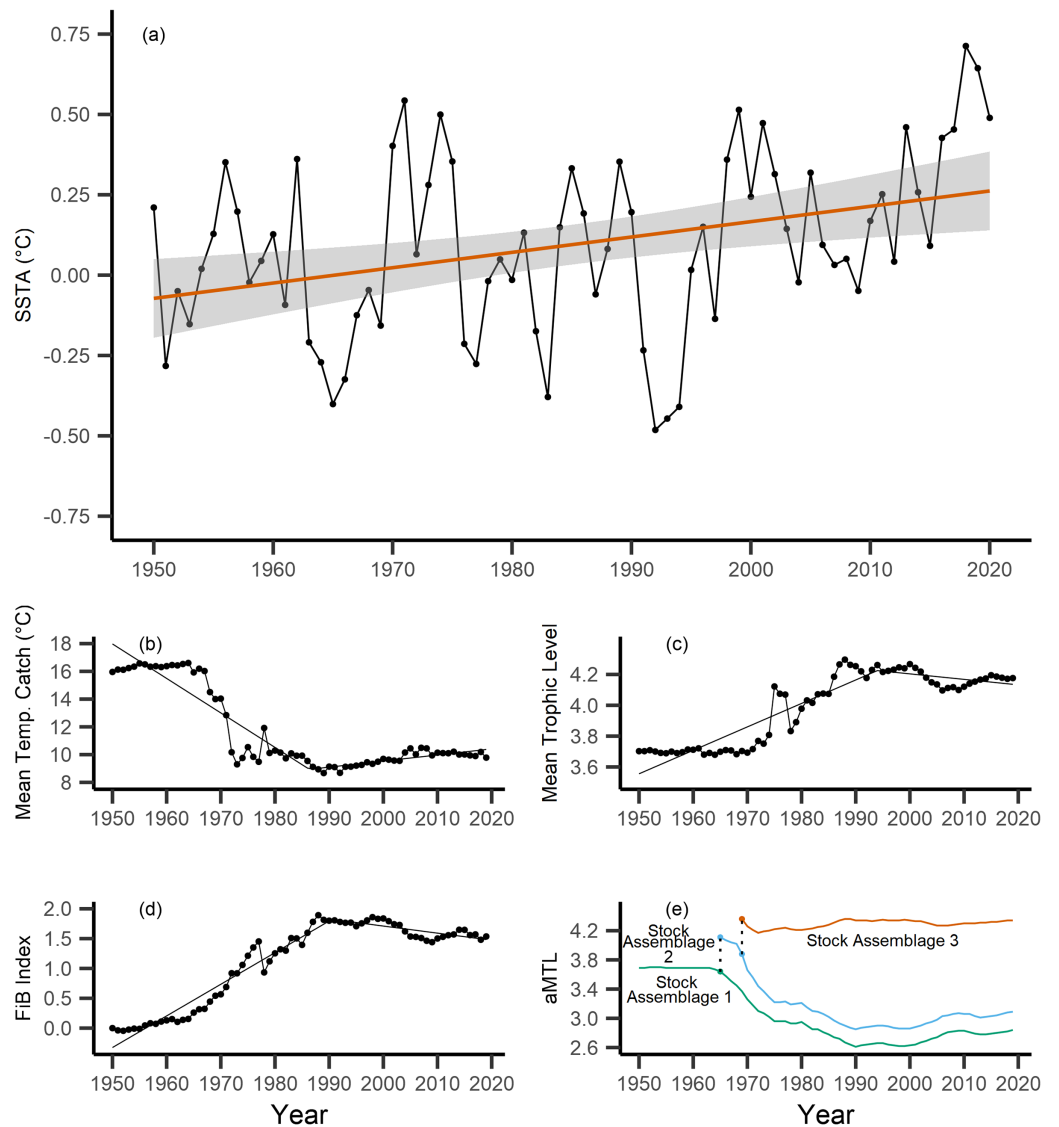 (a)
SSTA (°C)
0.75
0.50
0.25
0.00
-0.25
-0.50
-0.75
1950 1960 1970 1980 1990 2000 2010 2020
(b)
Mean Temp. Catch (°C)
18
16
14
12
10
8
1950 1960 1970 1980 1990 2000 2010 2020
(c)
Mean Trophic Level
4.2
4.0
3.8
3.6
1950 1960 1970 1980 1990 2000 2010 2020
(d)
FiB Index
2.0
1.5
1.0
0.5
0.0
1950 1960 1970 1980 1990 2000 2010 2020
Year
(e)
aMTL
4.2
3.8
3.4
3.0
2.6
Stock
Assemblage
2
Stock Assemblage 3
Stock
Assemblage 1
1950 1960 1970 1980 1990 2000 2010 2020
Year